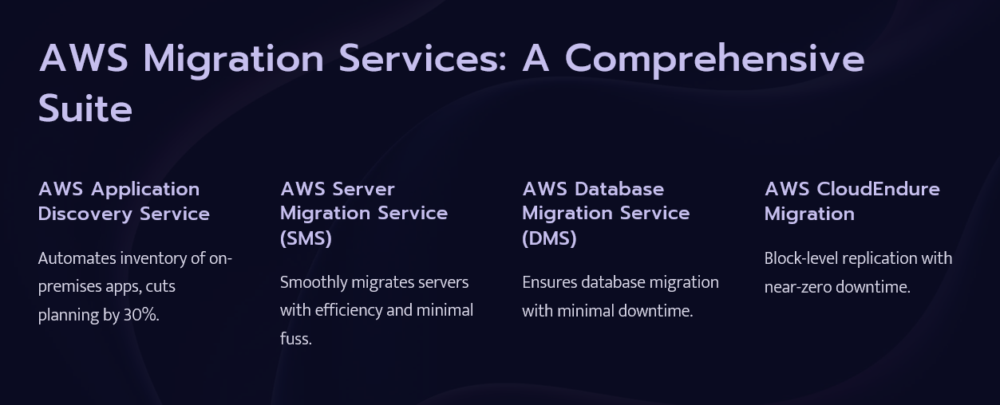 AWS Migration Services: A Comprehensive
Suite
AWS Application
Discovery Service
Automates inventory of on-
premises apps, cuts
planning by 30%.
AWS Server
Migration Service
(SMS)
Smoothly migrates servers
with efficiency and minimal
fuss.
AWS Database
Migration Service
(DMS)
Ensures database migration
with minimal downtime.
AWS CloudEndure
Migration
Block-level replication with
near-zero downtime.